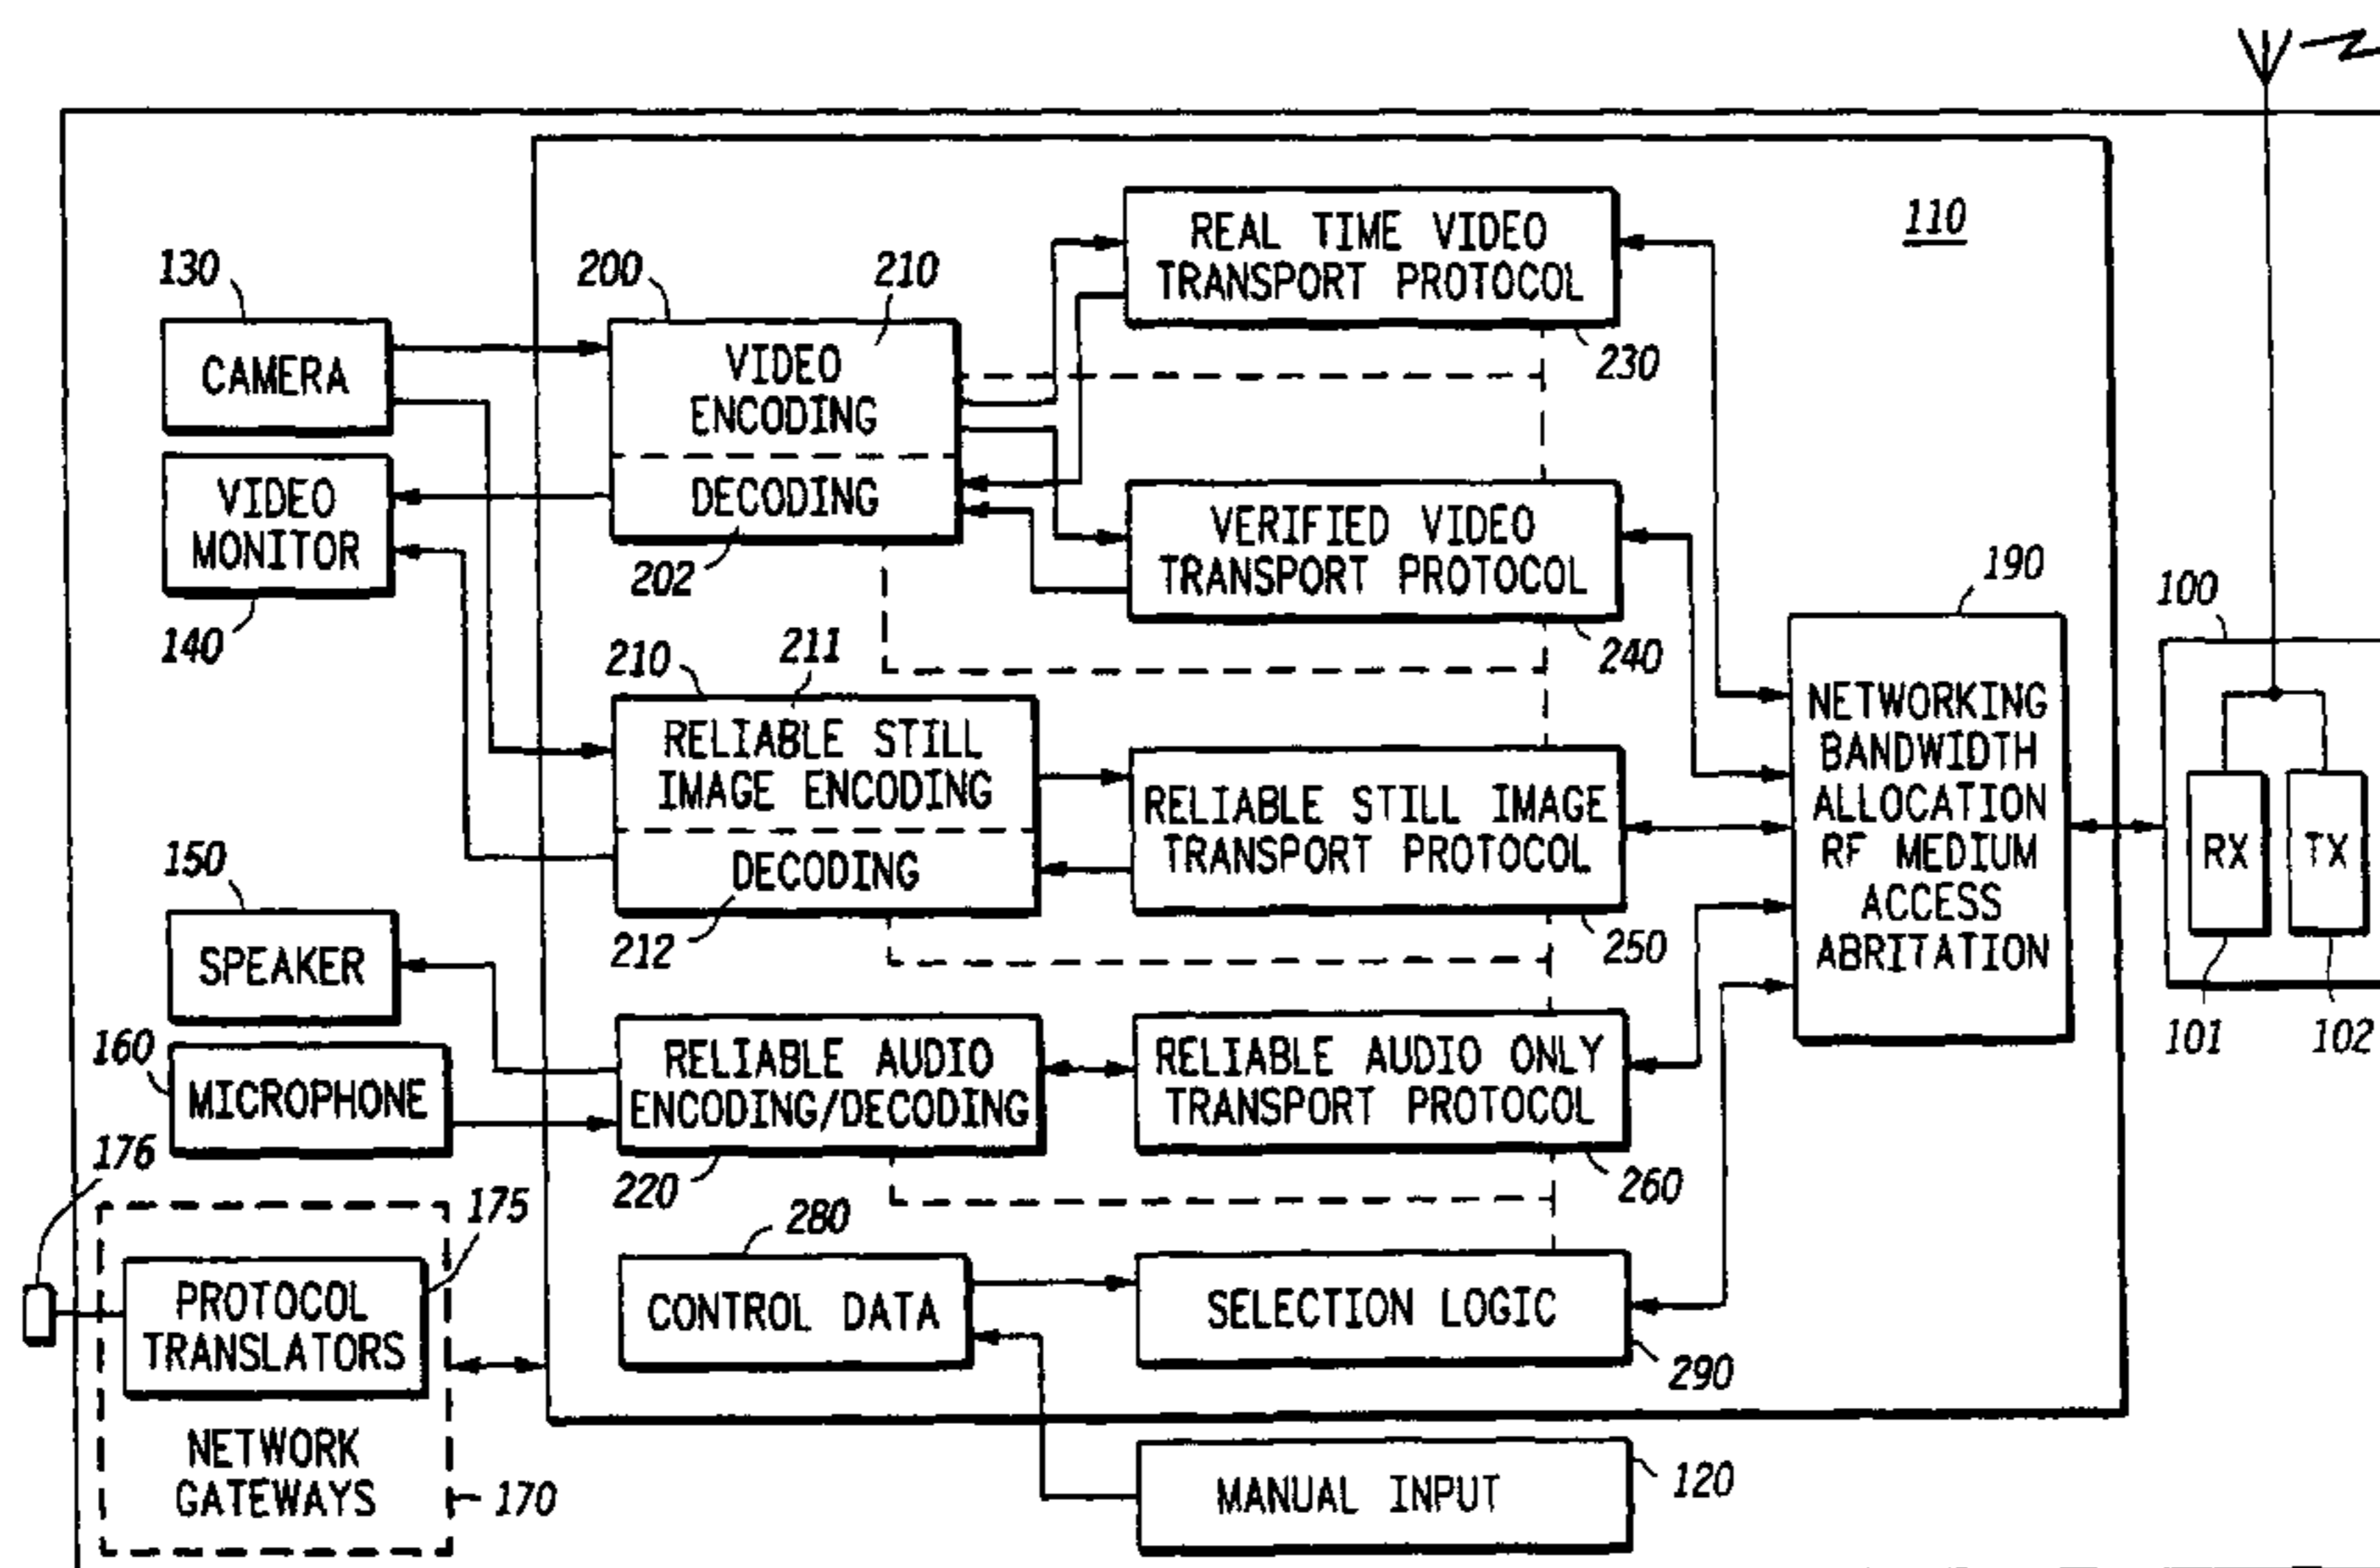 110
REAL TIME VIDEO
TRANSPORT PROTOCOL
230
130
CAMERA
200
210
VIDEO
ENCODING
DECODING
202
VIDEO
MONITOR
140
VERIFIED VIDEO
TRANSPORT PROTOCOL
240
190
NETWORKING
BANDWIDTH
ALLOCATION
RF MEDIUM
ACCESS
ABRITATION
100
RX
TX
101
102
210
211
RELIABLE STILL
IMAGE ENCODING
DECODING
212
RELIABLE STILL IMAGE
TRANSPORT PROTOCOL
250
150
SPEAKER
160
MICROPHONE
RELIABLE AUDIO
ENCODING/DECODING
220
RELIABLE AUDIO ONLY
TRANSPORT PROTOCOL
260
176
175
PROTOCOL
TRANSLATORS
NETWORK
GATEWAYS
170
280
CONTROL DATA
SELECTION LOGIC
290
MANUAL INPUT
120